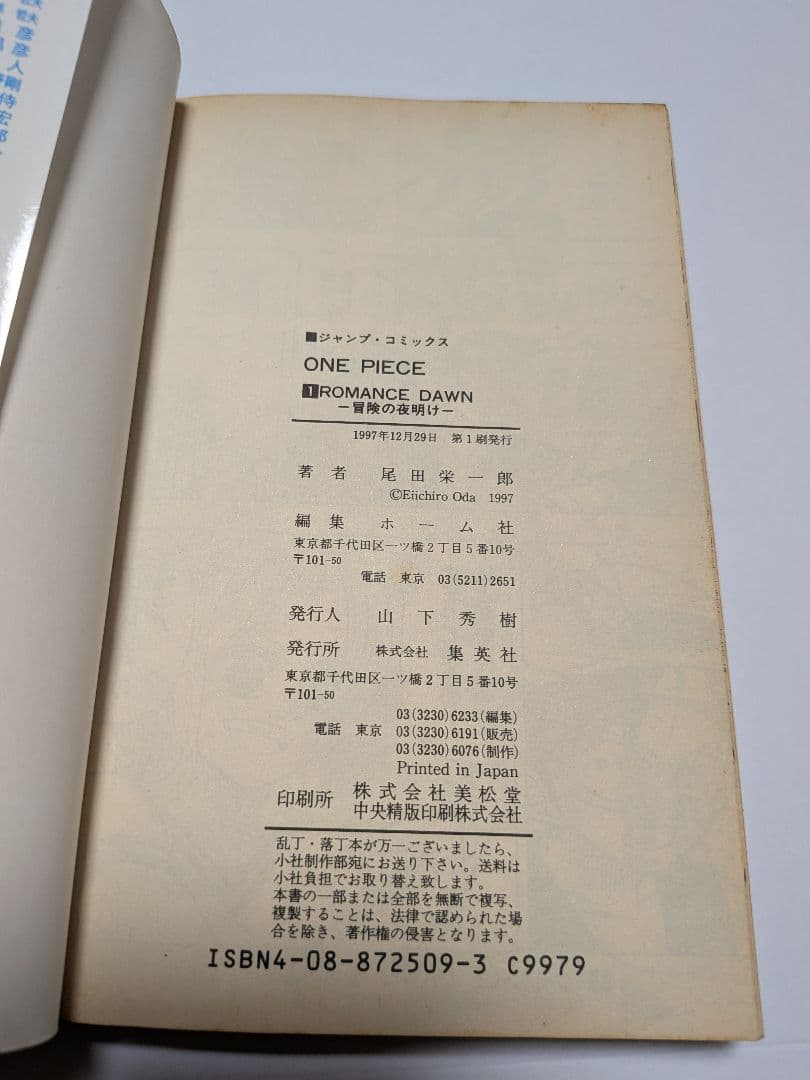 ■ジャンプ・コミックス
ONE PIECE
1 ROMANCE DAWN
―冒険の夜明け―
1997年12月29日 第1刷発行
著者 尾田栄一郎
©Eiichiro Oda 1997
編集 ホーム社
東京都千代田区一ツ橋2丁目5番10号
〒101-50
電話 東京 03(5211)2651
発行人 山下秀樹
発行所 株式会社 集英社
東京都千代田区一ツ橋2丁目5番10号
〒101-50
03(3230)6233(編集)
電話 東京 03(3230)6191(販売)
03(3230)6076(制作)
Printed in Japan
印刷所 株式会社美松堂
中央精版印刷株式会社
乱丁・落丁本が万一ございましたら、
小社制作部宛にお送り下さい。送料は
小社負担でお取り替え致します。
本書の一部または全部を無断で複写、
複製することは、法律で認められた場
合を除き、著作権の侵害となります。
ISBN4-08-872509-3 C9979